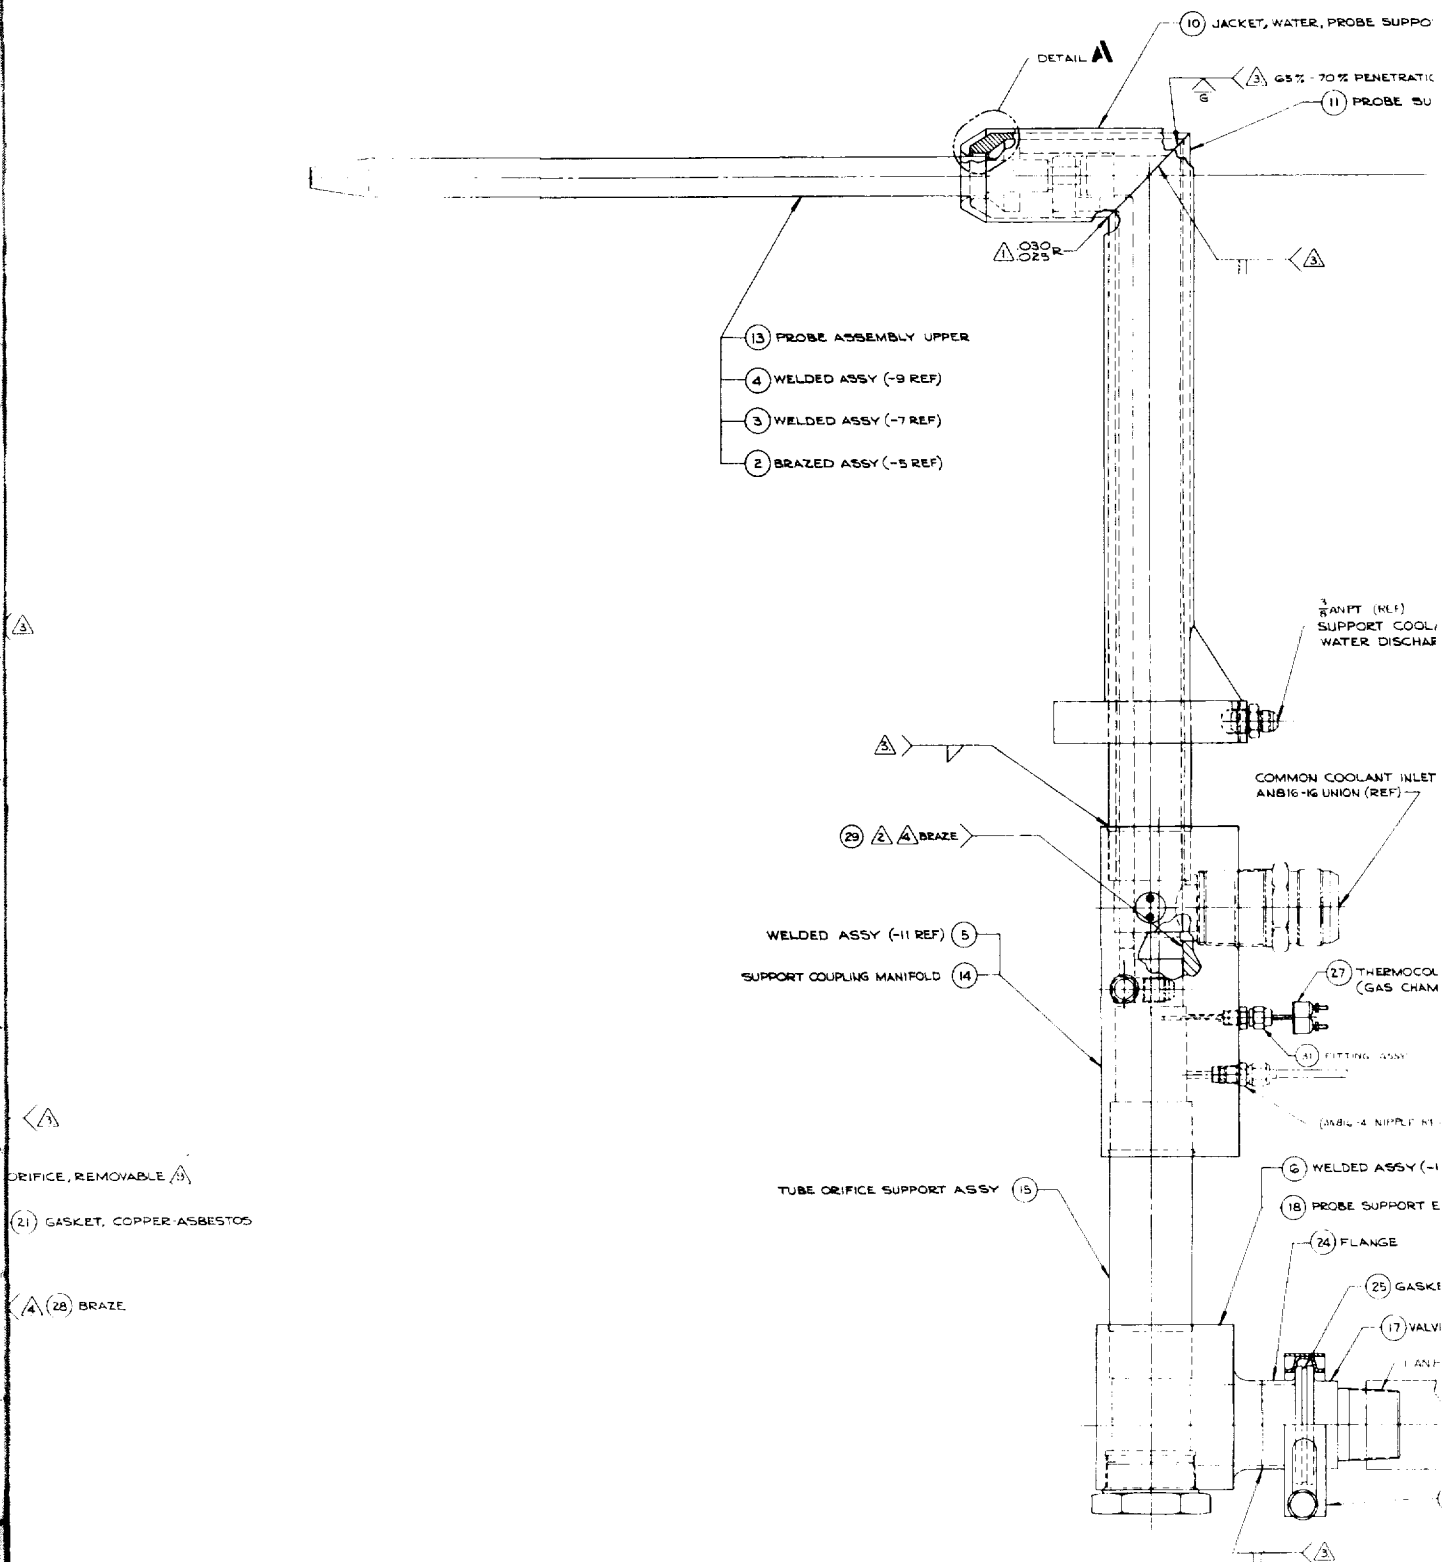 10 JACKET, WATER, PROBE SUPPO
DETAIL A
3 65% - 70% PENETRATIC
6
11 PROBE SU
1 .030
.025 R
3
13 PROBE ASSEMBLY UPPER
4 WELDED ASSY (-9 REF)
3 WELDED ASSY (-7 REF)
2 BRAZED ASSY (-5 REF)
3/8 ANPT (REF)
SUPPORT COOL
WATER DISCHAR
3
3
COMMON COOLANT INLET
AN816-16 UNION (REF)
29 2 4 BRAZE
WELDED ASSY (-11 REF) 5
SUPPORT COUPLING MANIFOLD 14
27 THERMOCOU
(GAS CHAM
31 FITTING ASSY
3
(AN816-4 NIPPLE
ORIFICE, REMOVABLE
6 WELDED ASSY (-1
TUBE ORIFICE SUPPORT ASSY 15
18 PROBE SUPPORT E
21 GASKET, COPPER-ASBESTOS
24 FLANGE
25 GASKE
4 28 BRAZE
17 VALV
3